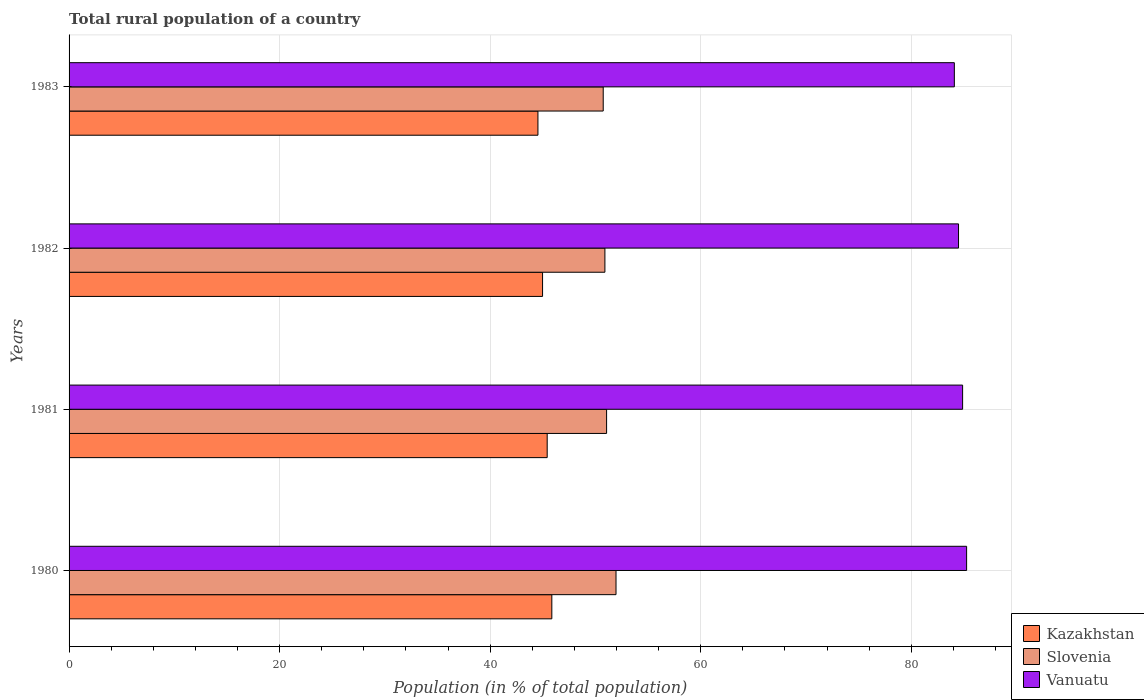 Total rural population of a country
1983
1982
1981
1980
Years
0
20
40
60
80
Population (in % of total population)
Kazakhstan
Slovenia
Vanuatu